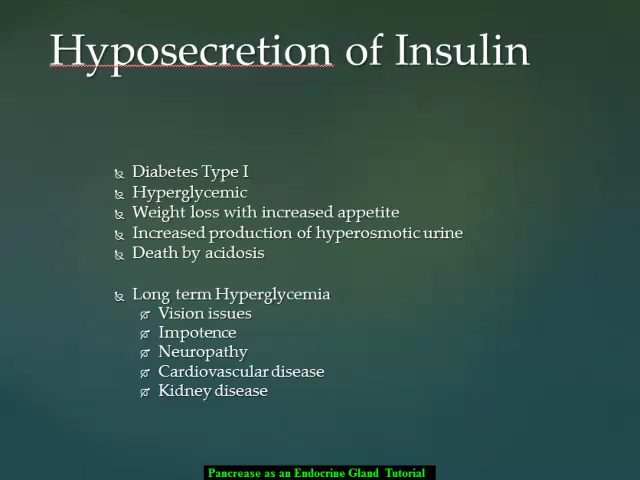 Hyposecretion of Insulin
Diabetes Type I
Hyperglycemic
Weight loss with increased appetite
Increased production of hyperosmotic urine
Death by acidosis
Long term Hyperglycemia
Vision issues
Impotence
Neuropathy
Cardiovascular disease
Kidney disease
Pancrease as an Endocrine Gland Tutorial